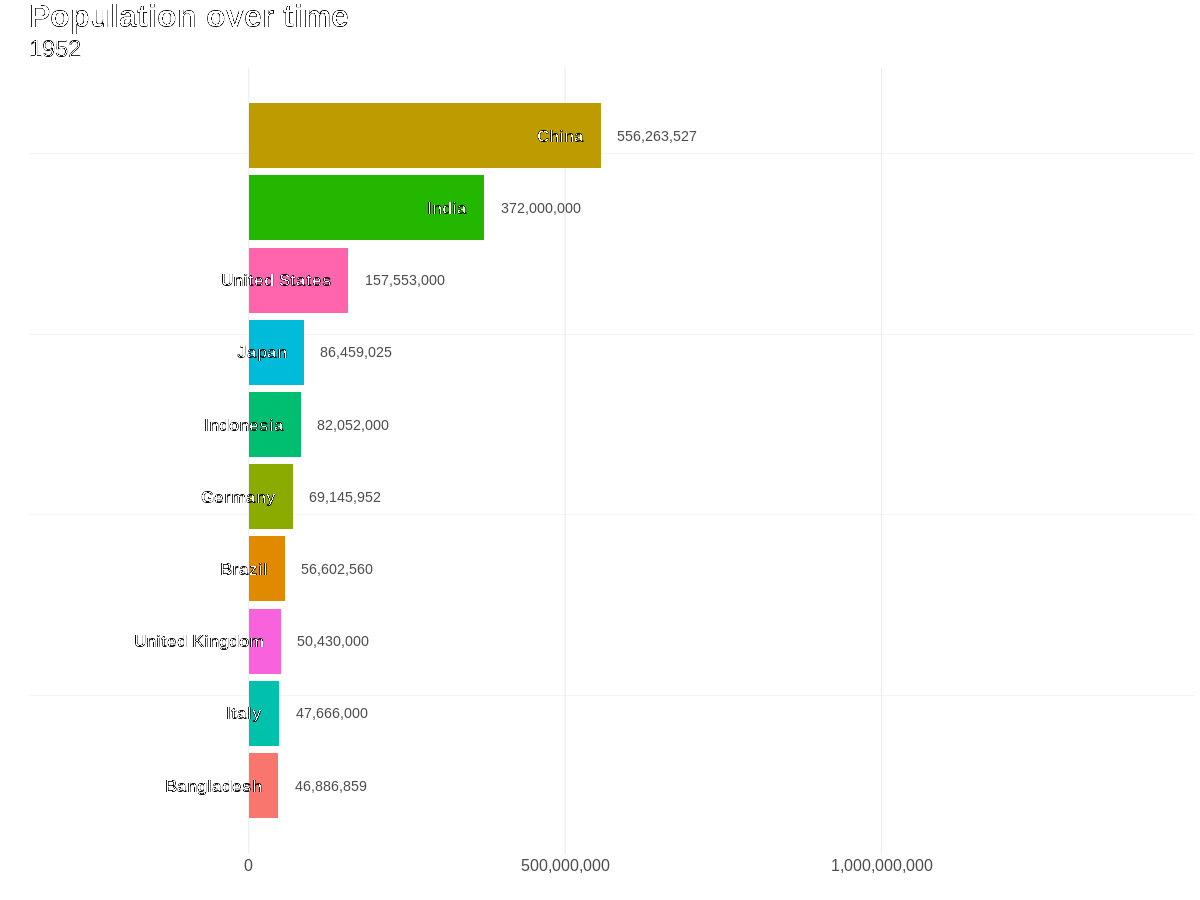 Population over time
1952
China 556,263,527
India 372,000,000
United States 157,553,000
Japan 86,459,025
Indonesia 82,052,000
Germany 69,145,952
Brazil 56,602,560
United Kingdom 50,430,000
Italy 47,666,000
Bangladesh 46,886,859
0 500,000,000 1,000,000,000